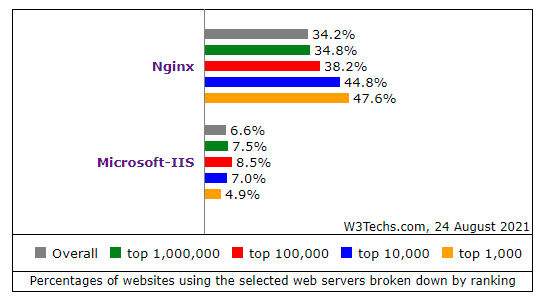 34.2%
34.8%
Nginx 38.2%
44.8%
47.6%
6.6%
7.5%
Microsoft-IIS 8.5%
7.0%
4.9%
W3Techs.com, 24 August 2021
Overall top 1,000,000 top 100,000 top 10,000 top 1,000
Percentages of websites using the selected web servers broken down by ranking